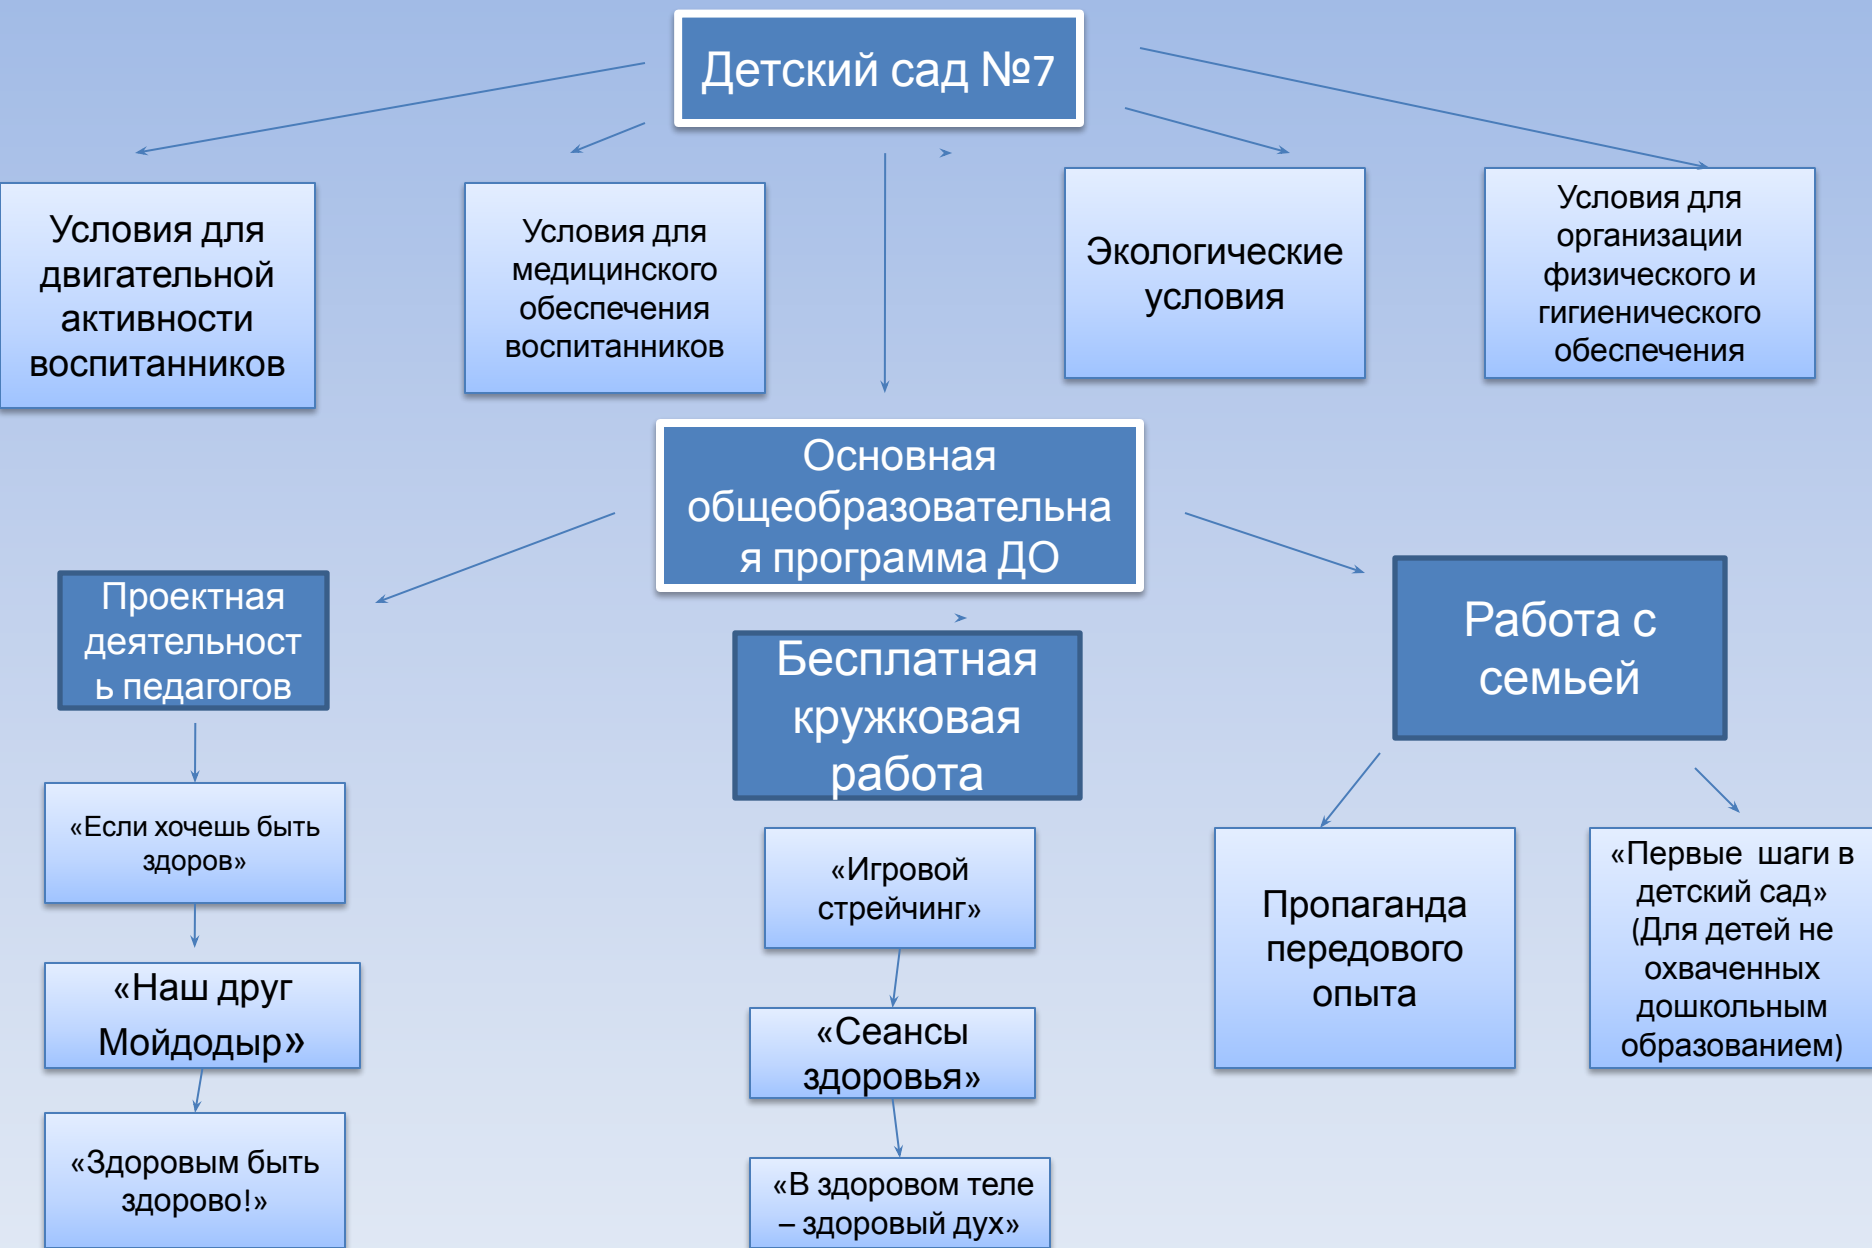 Детский сад №7
Условия для
двигательной
активности
воспитанников
Условия для
медицинского
обеспечения
воспитанников
Экологические
условия
Условия для
организации
физического и
гигиенического
обеспечения
Основная
общеобразовательна
я программа ДО
Проектная
деятельност
ь педагогов
Бесплатная
кружковая
работа
Работа с
семьей
«Если хочешь быть
здоров»
«Наш друг
Мойдодыр»
«Здоровым быть
здорово!»
«Игровой
стрейчинг»
«Сеансы
здоровья»
«В здоровом теле
– здоровый дух»
Пропаганда
передового
опыта
«Первые шаги в
детский сад»
(Для детей не
охваченных
дошкольным
образованием)